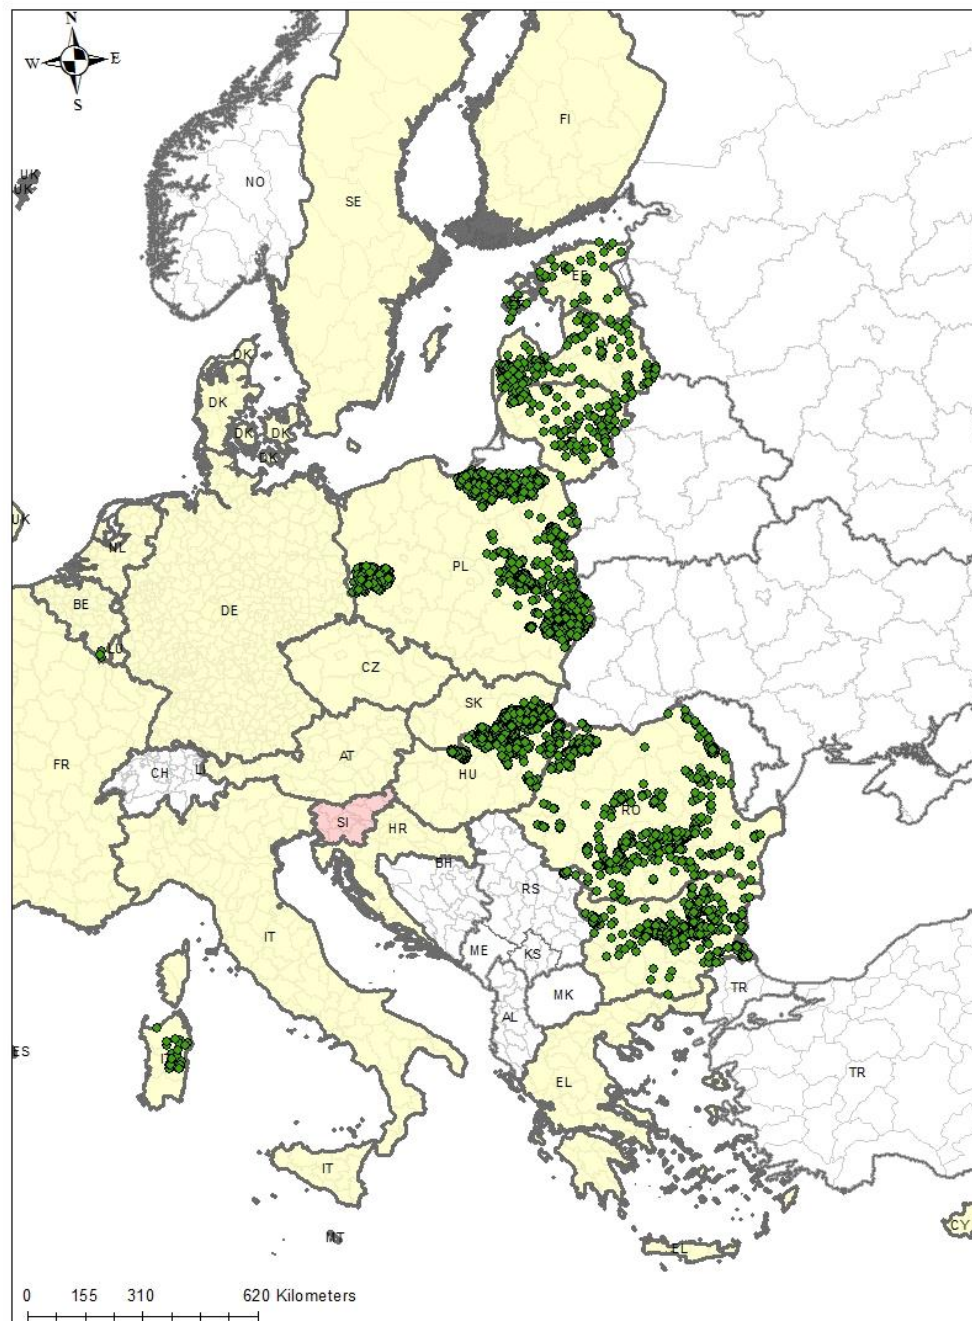 N
W E
S
FI
UK
UK
NO
SE
EE
DK
DK
DK DK
DK
UK
NL
PL
BE
DE
LU
CZ
SK
FR
AT
CH
LI
HU
SI
HR
RO
BH
RS
IT
ME
KS
TR
MK
AL
ES
IT
TR
EL
IT
CY
MT
EL
0 155 310 620 Kilometers